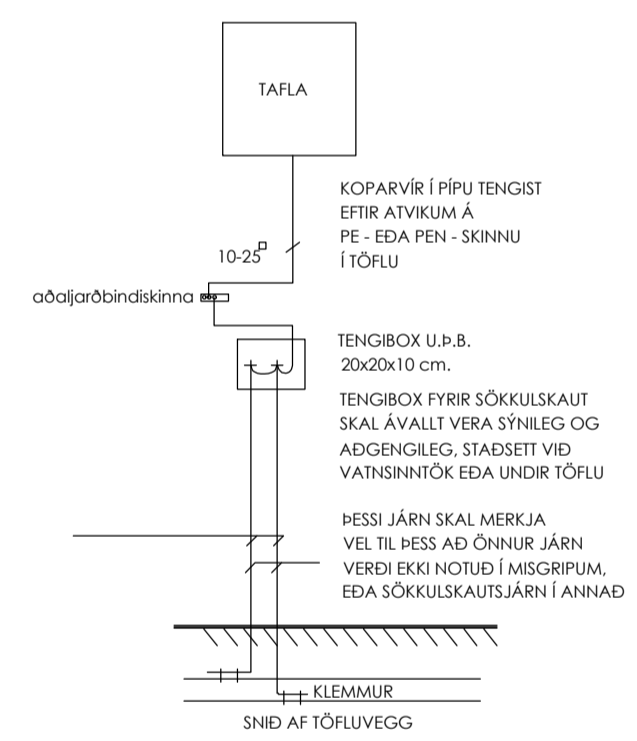 TAFLA
KOPARVÍR Í PÍPU TENGIST
EFTIR ATVIKUM Á
PE - EÐA PEN - SKINNU
Í TÖFLU
10-25
aðaljarðbindiskinna
TENGIBOX U.Þ.B.
20x20x10 cm.
TENGIBOX FYRIR SÖKKULSKAUT
SKAL ÁVALLT VERA SÝNILEG OG
AÐGENGILEG, STAÐSETT VIÐ
VATNSINNTÖK EÐA UNDIR TÖFLU
ÞESSI JÁRN SKAL MERKJA
VEL TIL ÞESS AÐ ÖNNUR JÁRN
VERÐI EKKI NOTUÐ Í MISGRIPUM,
EÐA SÖKKULSKAUTSJÁRN Í ANNAÐ
KLEMMUR
SNIÐ AF TÖFLUVEGG